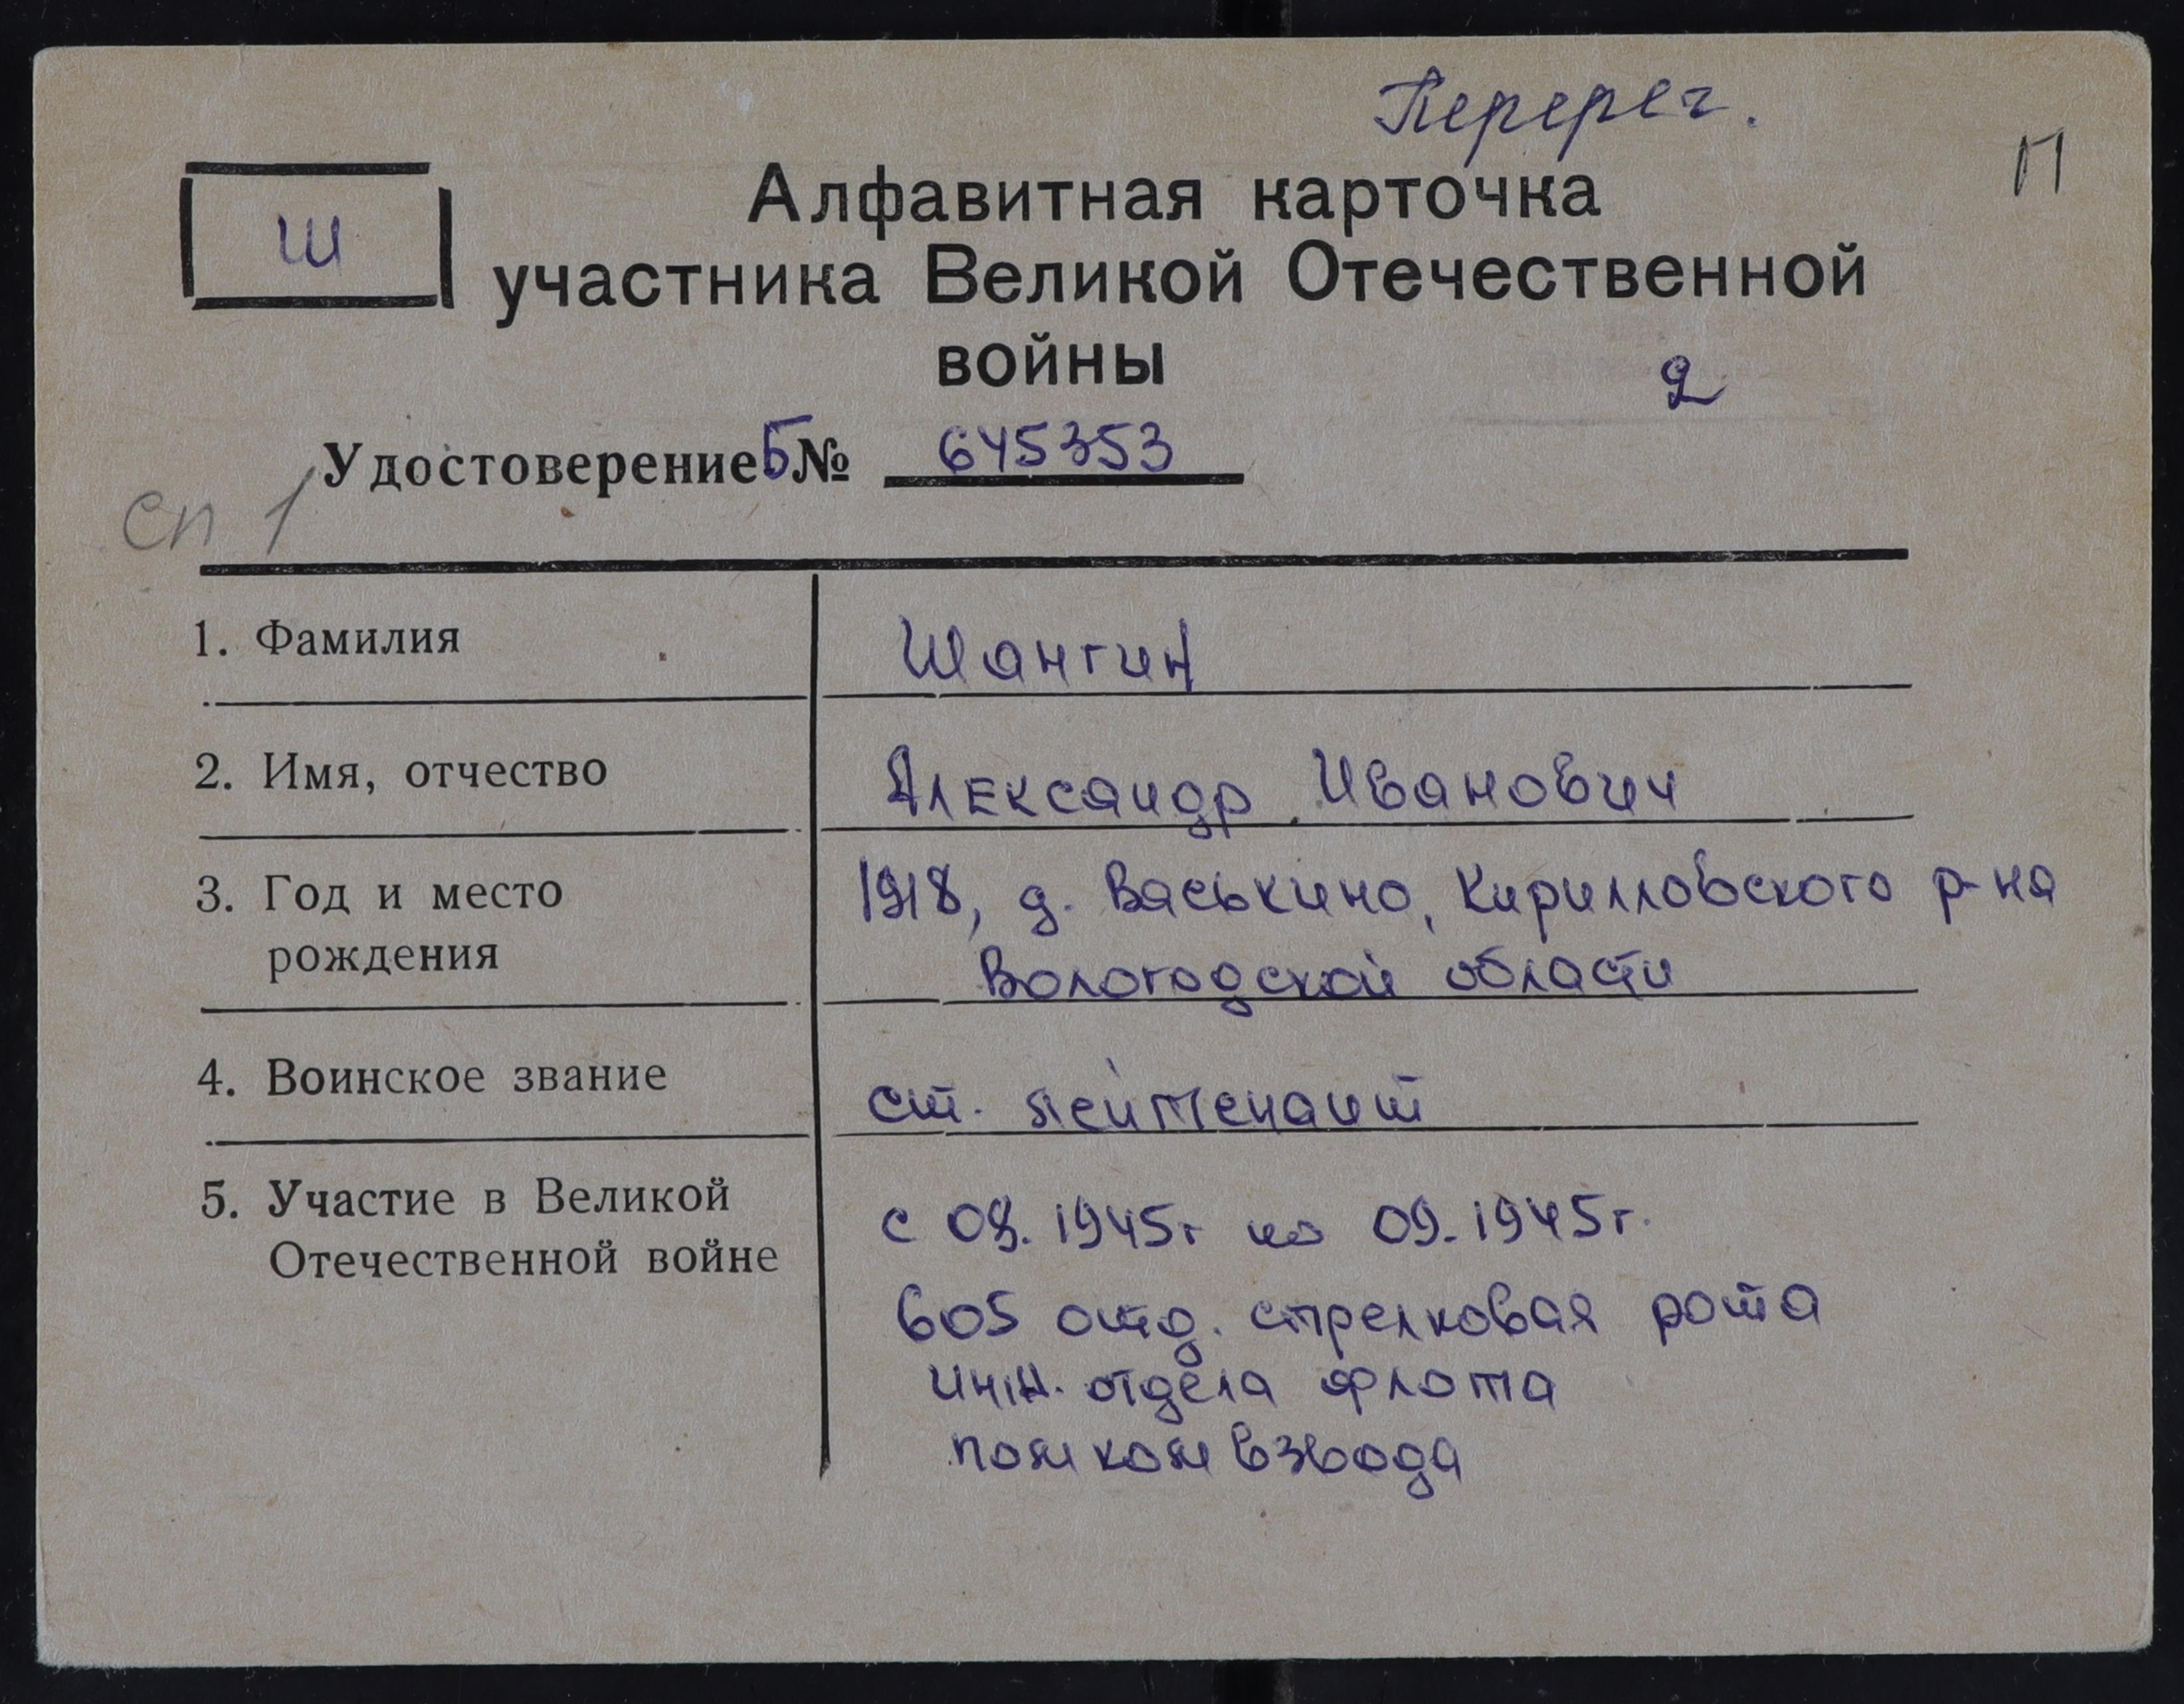 Перерег.
П
Ш
Алфавитная карточка
участника Великой Отечественной
войны
2
Удостоверение Б № 645353
сп 1
1. Фамилия Шангин
2. Имя, отчество Александр Иванович
3. Год и место 1918, д. Васькино, Кирилловского р-на
рождения Вологодской области
4. Воинское звание ст. лейтенант
5. Участие в Великой
Отечественной войне с 08. 1945г по 09. 1945г.
605 отд. стрелковая рота
инж. отдела флота
пом ком взвода